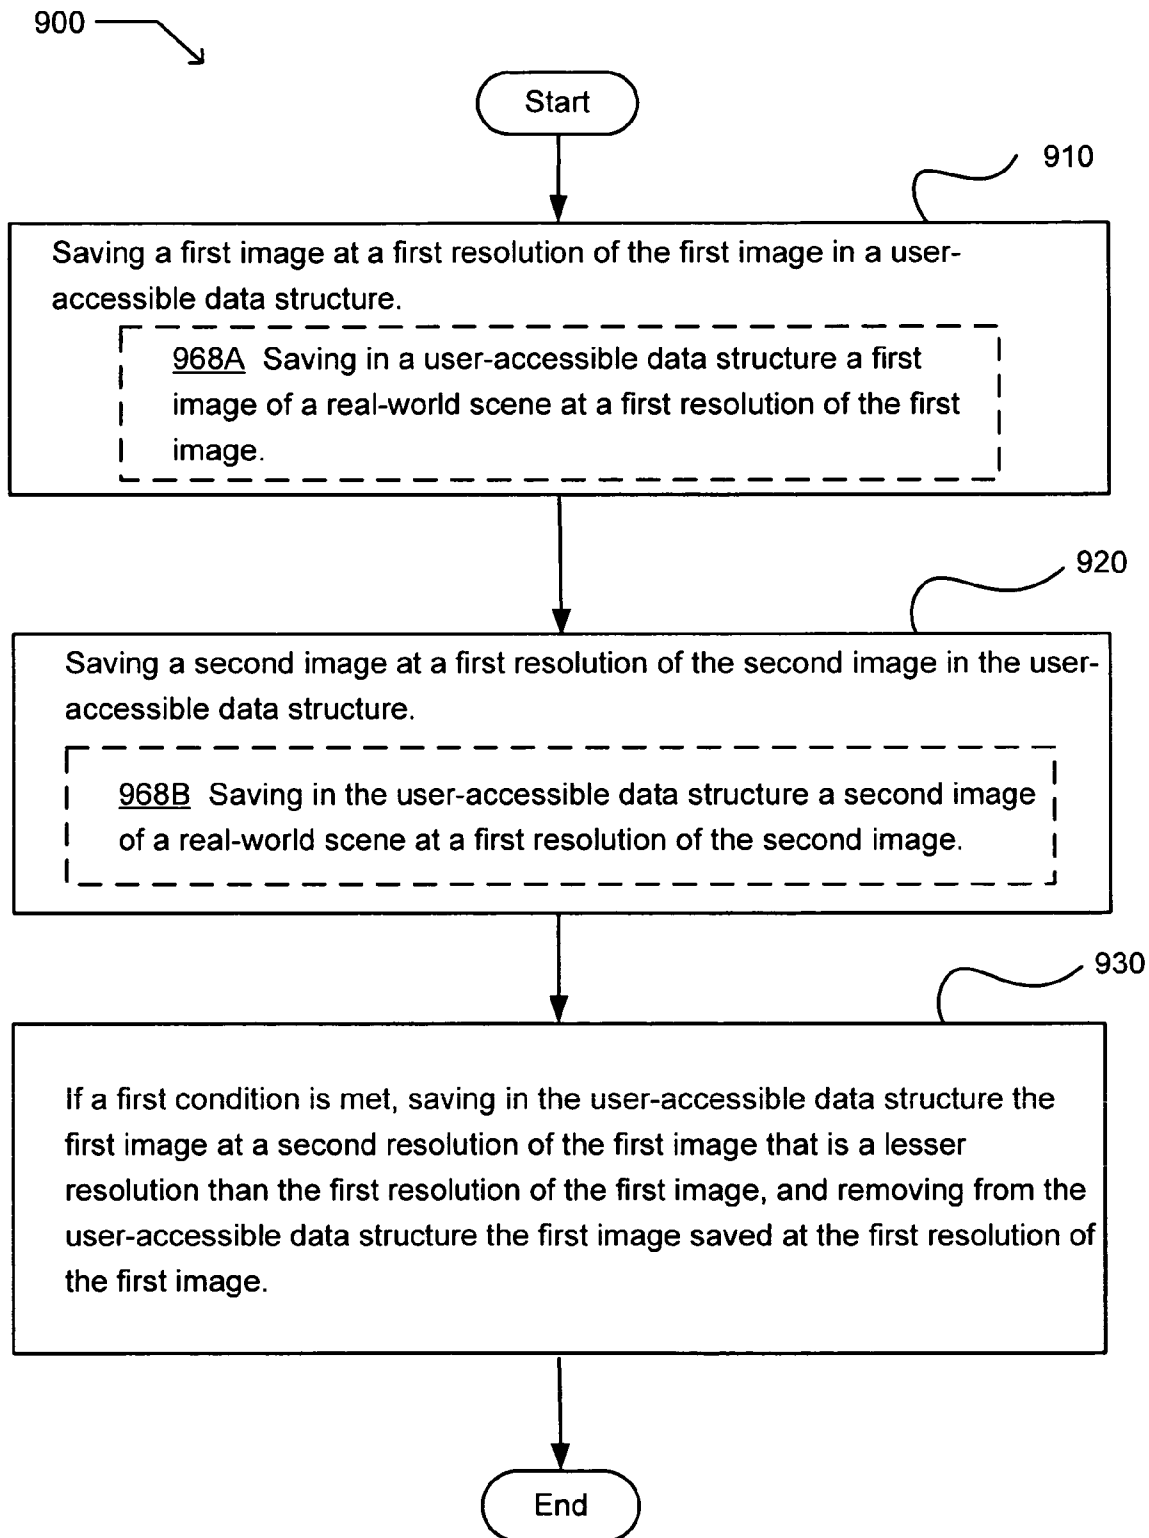 900
Start
910
Saving a first image at a first resolution of the first image in a user-
accessible data structure.
968A Saving in a user-accessible data structure a first
image of a real-world scene at a first resolution of the first
image.
920
Saving a second image at a first resolution of the second image in the user-
accessible data structure.
968B Saving in the user-accessible data structure a second image
of a real-world scene at a first resolution of the second image.
930
If a first condition is met, saving in the user-accessible data structure the
first image at a second resolution of the first image that is a lesser
resolution than the first resolution of the first image, and removing from the
user-accessible data structure the first image saved at the first resolution of
the first image.
End